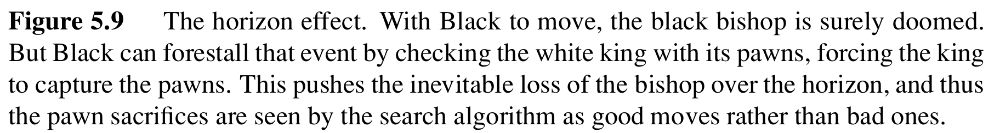 Figure 5.9 The horizon effect. With Black to move, the black bishop is surely doomed.
But Black can forestall that event by checking the white king with its pawns, forcing the king
to capture the pawns. This pushes the inevitable loss of the bishop over the horizon, and thus
the pawn sacrifices are seen by the search algorithm as good moves rather than bad ones.